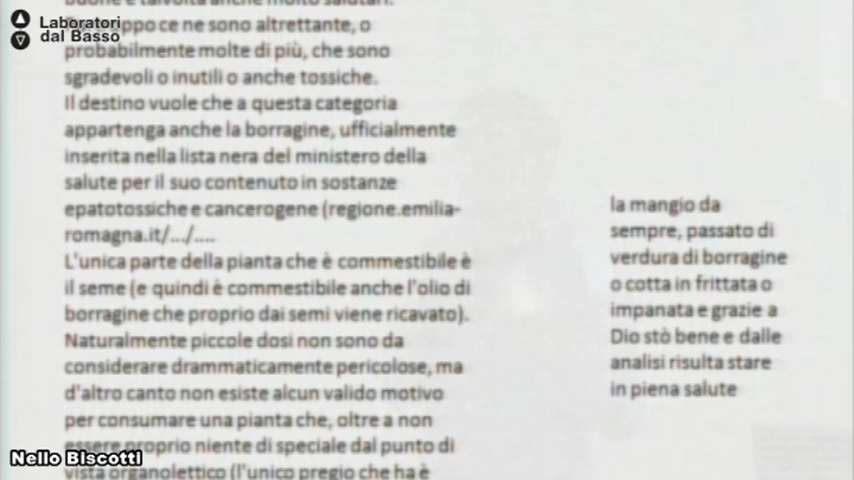 Laboratori
dal Basso
buone e talvolta anche molto salutari.
ce ne sono altrettante, o
probabilmente molte di più, che sono
sgradevoli o inutili o anche tossiche.
Il destino vuole che a questa categoria
appartenga anche la borragine, ufficialmente
inserita nella lista nera del ministero della
salute per il suo contenuto in sostanze
epatotossiche e cancerogene (regione.emilia-
romagna.it/.../....
L'unica parte della pianta che è commestibile è
il seme (e quindi è commestibile anche l'olio di
borragine che proprio dai semi viene ricavato).
Naturalmente piccole dosi non sono da
considerare drammaticamente pericolose, ma
d'altro canto non esiste alcun valido motivo
per consumare una pianta che, oltre a non
essere proprio niente di speciale dal punto di
vista organolettico (l'unico pregio che ha è
la mangio da
sempre, passato di
verdura di borragine
o cotta in frittata o
impanata e grazie a
Dio stò bene e dalle
analisi risulta stare
in piena salute
Nello Biscotti